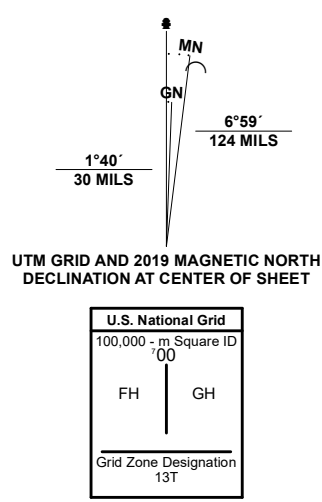 MN
GN
6°59´
124 MILS
1°40´
30 MILS
UTM GRID AND 2019 MAGNETIC NORTH
DECLINATION AT CENTER OF SHEET
U.S. National Grid
100,000 - m Square ID
700
FH GH
Grid Zone Designation
13T